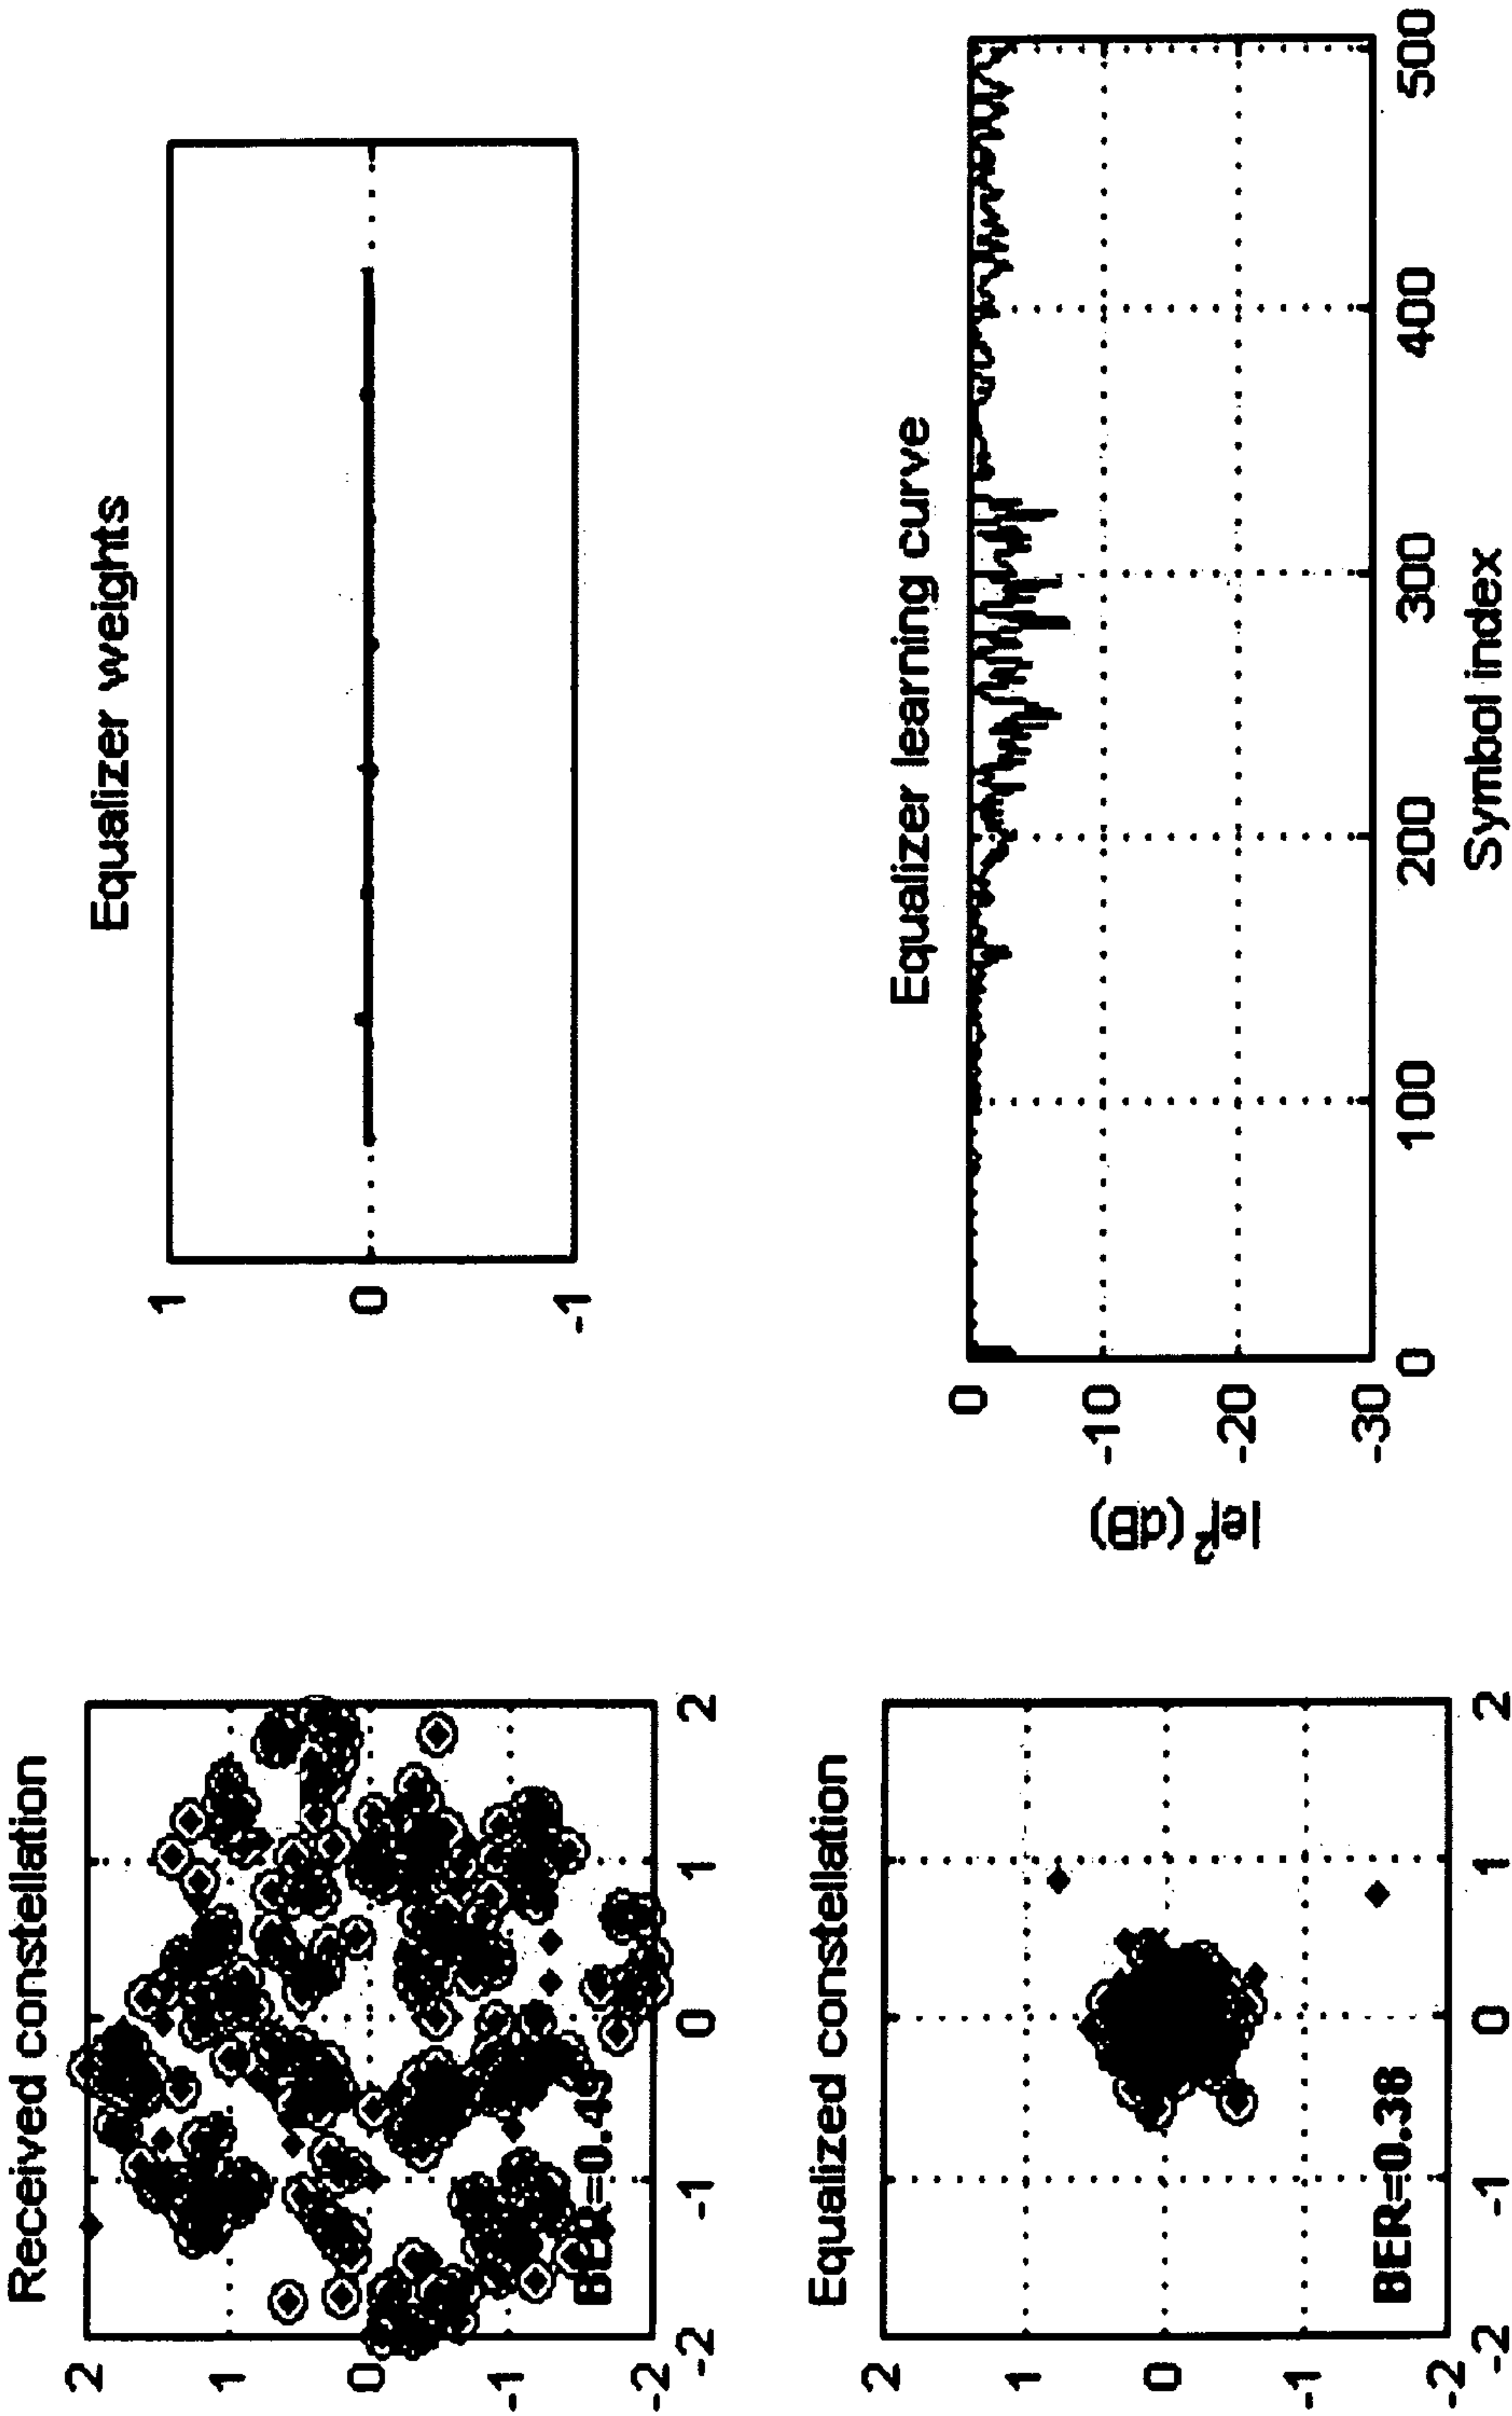 Received constellation
2
1
0
-1
-2
-2 -1 0 1 2
Equalizer weights
1
0
-1
Equalized constellation
2
1
0
-1
-2
BER=0.38
-2 -1 0 1 2
Equalizer learning curve
0
-10
-20
-30
|e|² (dB)
0 100 200 300 400 500
Symbol index